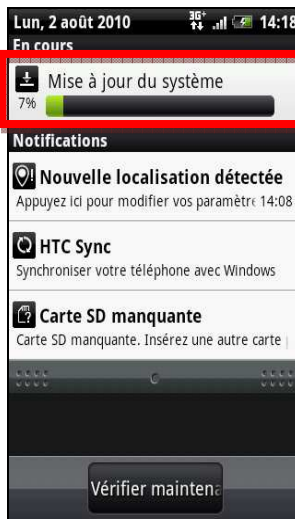 Lun, 2 août 2010 3G+ 14:18
En cours
Mise à jour du système
7%
Notifications
Nouvelle localisation détectée
Appuyez ici pour modifier vos paramètre 14:08
HTC Sync
Synchroniser votre téléphone avec Windows
Carte SD manquante
Carte SD manquante. Insérez une autre carte
Vérifier maintena